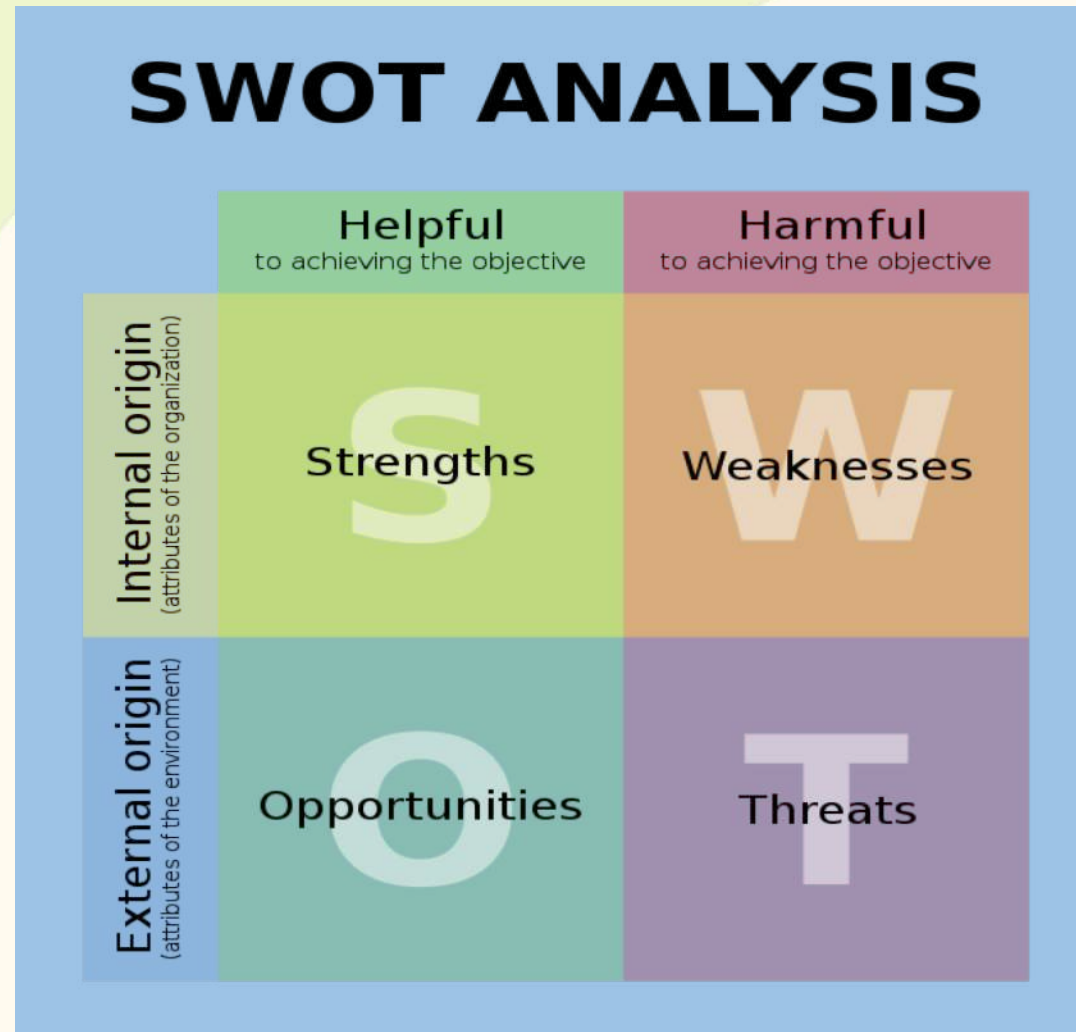 SWOT ANALYSIS
Helpful
to achieving the objective
Harmful
to achieving the objective
Internal origin
(attributes of the organization)
S
Strengths
W
Weaknesses
External origin
(attributes of the environment)
O
Opportunities
T
Threats